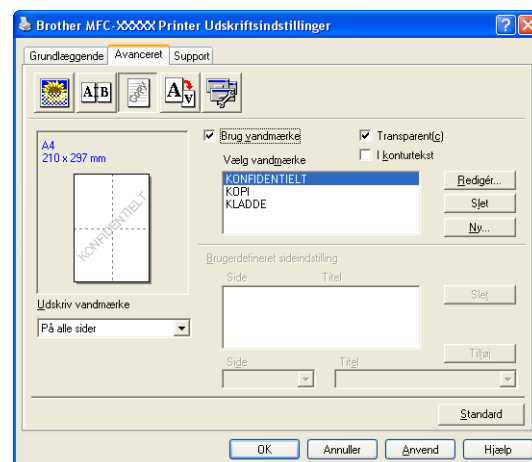 Brother MFC-XXXXX Printer Udskriftsindstillinger
Grundlæggende Avanceret Support
A B
A V
A4
210 x 297 mm
KONFIDENTIELT
Udskriv vandmærke
På alle sider
Brug vandmærke
Transparent(c)
I konturtekst
Vælg vandmærke
KONFIDENTIELT
KOPI
KLADDE
Redigér...
Slet
Ny...
Brugerdefineret sideindstilling
Side Titel
Slet
Tilføj
Side Titel
Standard
OK Annuller Anvend Hjælp